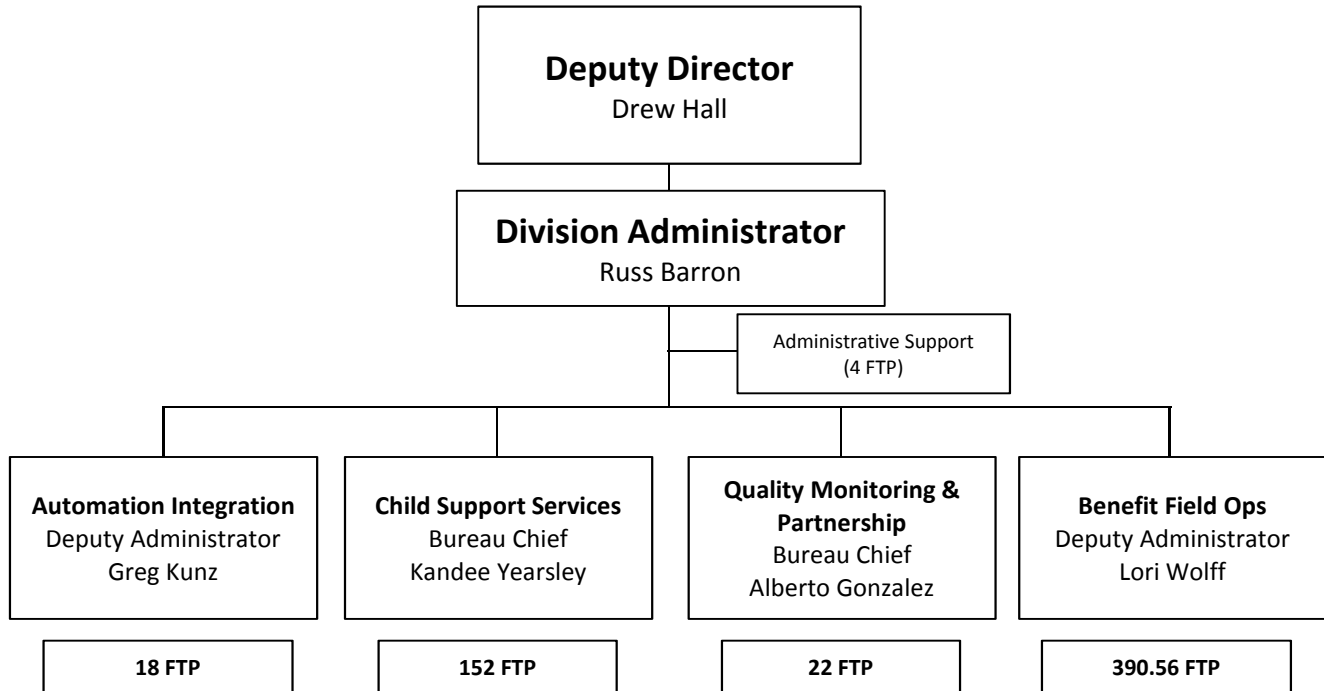 Deputy Director
Drew Hall
Division Administrator
Russ Barron
Administrative Support
(4 FTP)
Automation Integration
Deputy Administrator
Greg Kunz
Child Support Services
Bureau Chief
Kandee Yearsley
Quality Monitoring &
Partnership
Bureau Chief
Alberto Gonzalez
Benefit Field Ops
Deputy Administrator
Lori Wolff
18 FTP
152 FTP
22 FTP
390.56 FTP